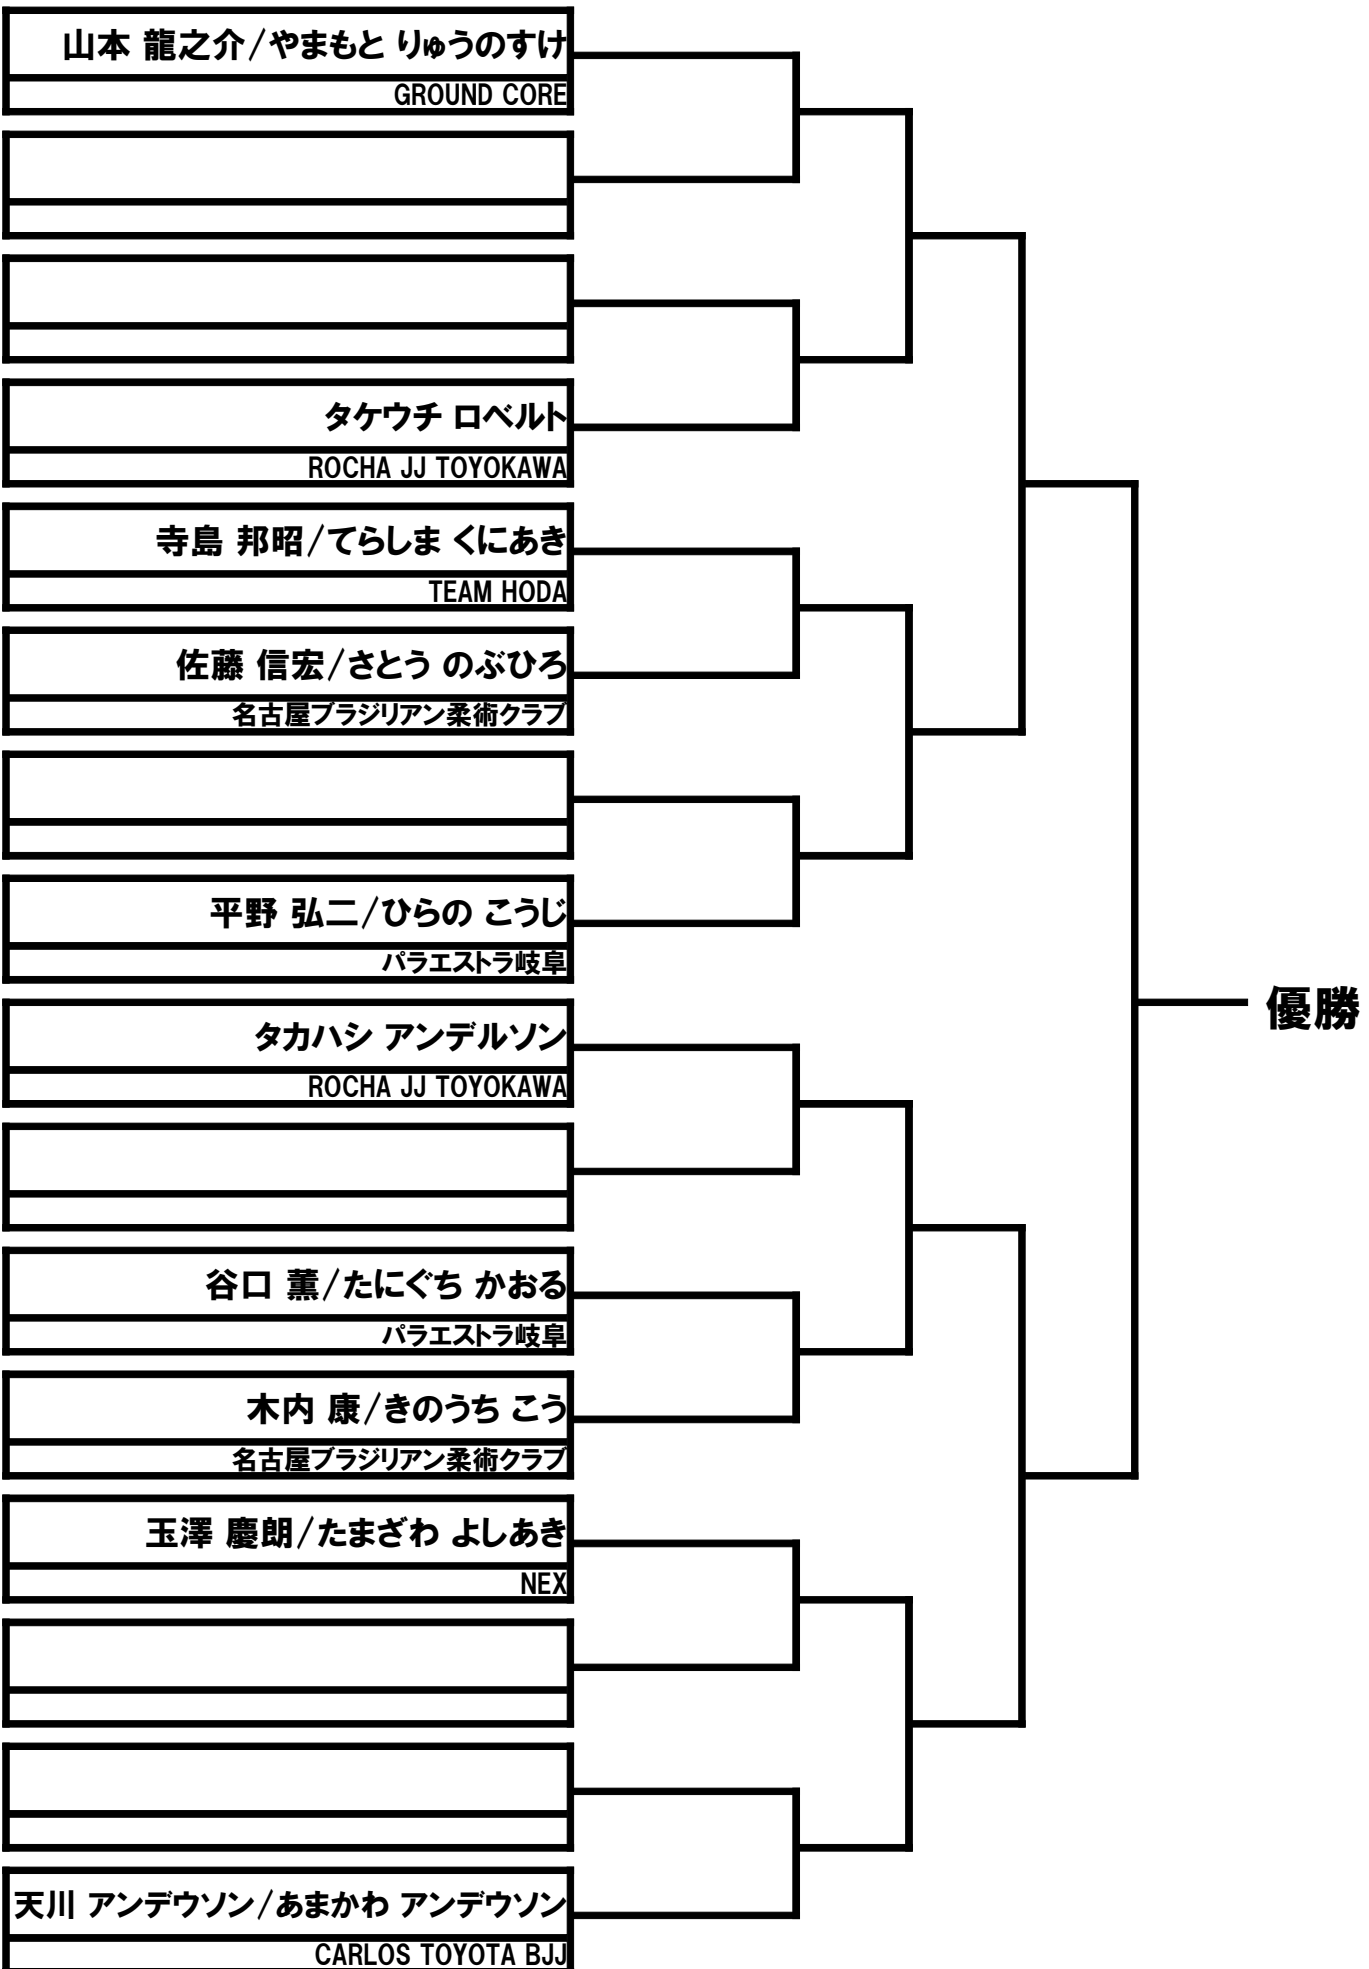 山本 龍之介/やまもと りゅうのすけ
GROUND CORE
タケウチ ロベルト
ROCHA JJ TOYOKAWA
寺島 邦昭/てらしま くにあき
TEAM HODA
佐藤 信宏/さとう のぶひろ
名古屋ブラジリアン柔術クラブ
平野 弘二/ひらの こうじ
パラエストラ岐阜
優勝
タカハシ アンデルソン
ROCHA JJ TOYOKAWA
谷口 薫/たにぐち かおる
パラエストラ岐阜
木内 康/きのうち こう
名古屋ブラジリアン柔術クラブ
玉澤 慶朗/たまざわ よしあき
NEX
天川 アンデウソン/あまかわ アンデウソン
CARLOS TOYOTA BJJ